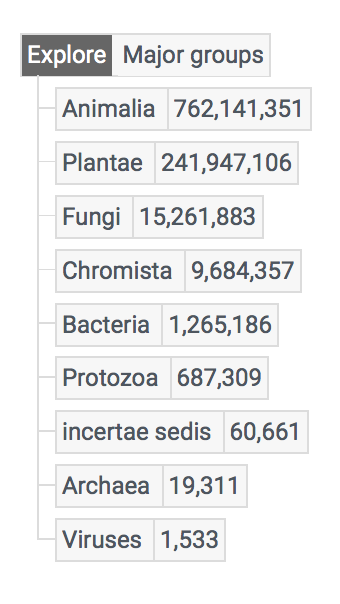 Explore Major groups
Animalia 762,141,351
Plantae 241,947,106
Fungi 15,261,883
Chromista 9,684,357
Bacteria 1,265,186
Protozoa 687,309
incertae sedis 60,661
Archaea 19,311
Viruses 1,533